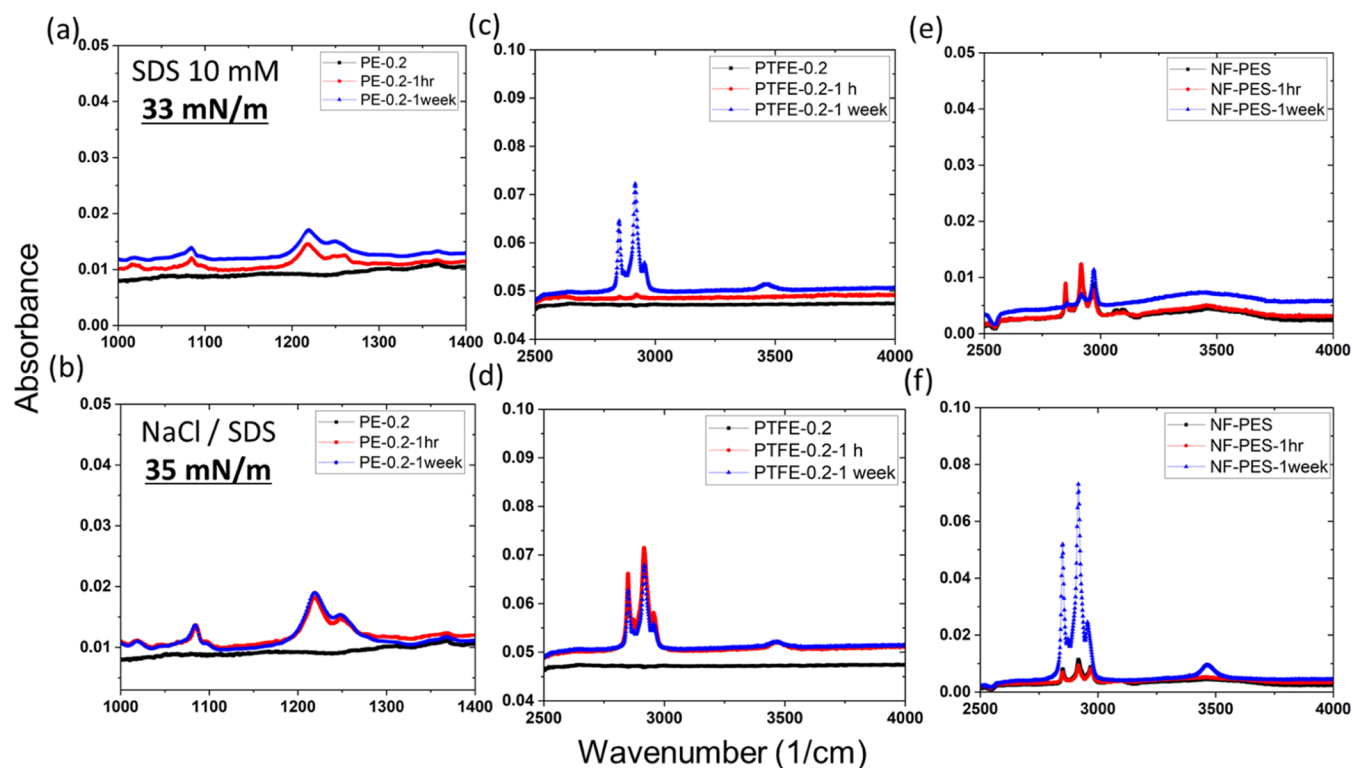 (a)
SDS 10 mM
33 mN/m
PE-0.2
PE-0.2-1hr
PE-0.2-1week
0.05
0.04
0.03
0.02
0.01
0.00
1000 1100 1200 1300 1400
(c)
PTFE-0.2
PTFE-0.2-1 h
PTFE-0.2-1 week
0.10
0.09
0.08
0.07
0.06
0.05
0.04
2500 3000 3500 4000
(e)
NF-PES
NF-PES-1hr
NF-PES-1week
0.05
0.04
0.03
0.02
0.01
0.00
2500 3000 3500 4000
Absorbance
(b)
NaCl / SDS
35 mN/m
PE-0.2
PE-0.2-1hr
PE-0.2-1week
0.05
0.04
0.03
0.02
0.01
1000 1100 1200 1300 1400
(d)
PTFE-0.2
PTFE-0.2-1 h
PTFE-0.2-1 week
0.10
0.09
0.08
0.07
0.06
0.05
0.04
2500 3000 3500 4000
(f)
NF-PES
NF-PES-1hr
NF-PES-1week
0.10
0.08
0.06
0.04
0.02
0.00
2500 3000 3500 4000
Wavenumber (1/cm)